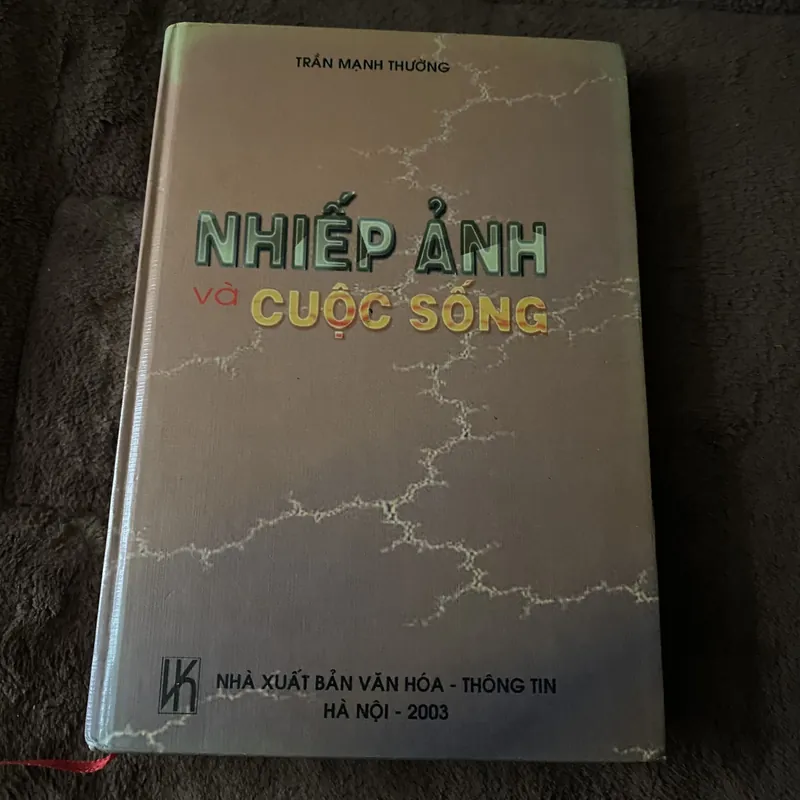 TRẦN MẠNH THƯỜNG
NHIẾP ẢNH
và CUỘC SỐNG
NHÀ XUẤT BẢN VĂN HÓA - THÔNG TIN
HÀ NỘI - 2003